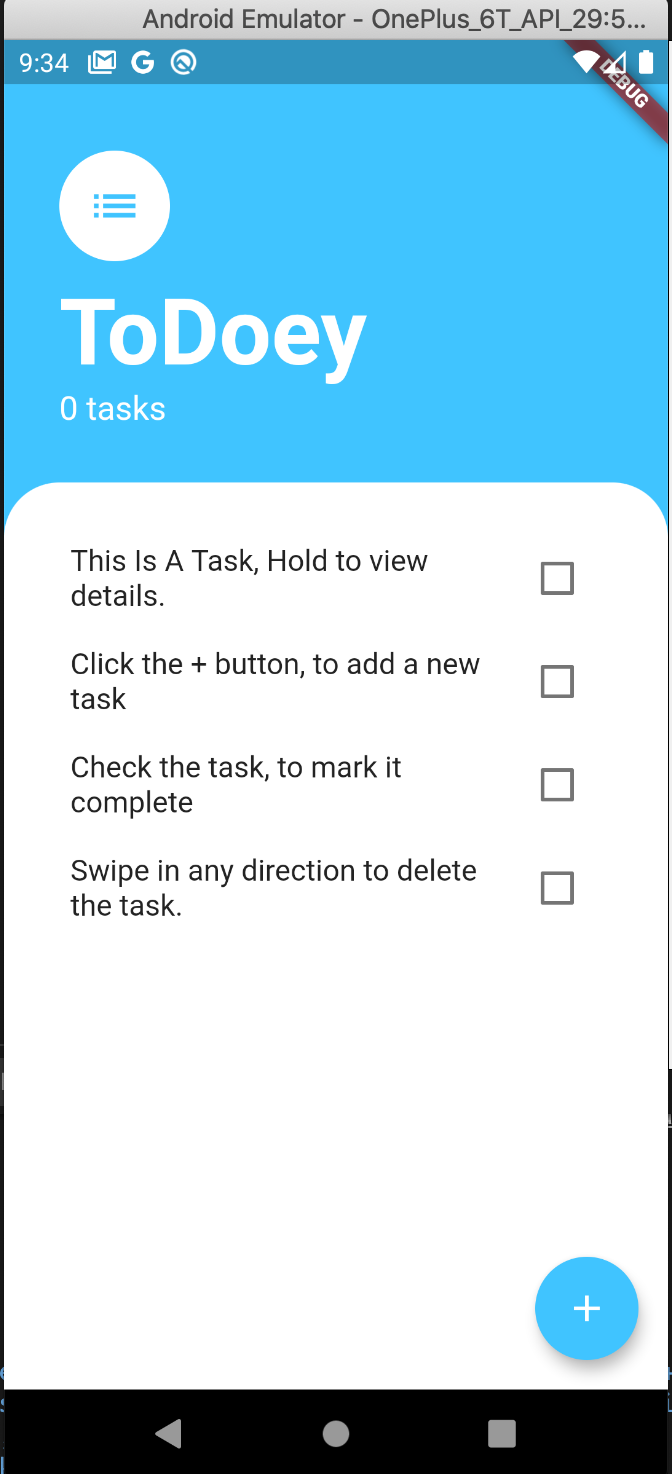 Android Emulator - OnePlus_6T_API_29:5...
9:34
DEBUG
ToDoey
0 tasks
This Is A Task, Hold to view
details.
Click the + button, to add a new
task
Check the task, to mark it
complete
Swipe in any direction to delete
the task.
+